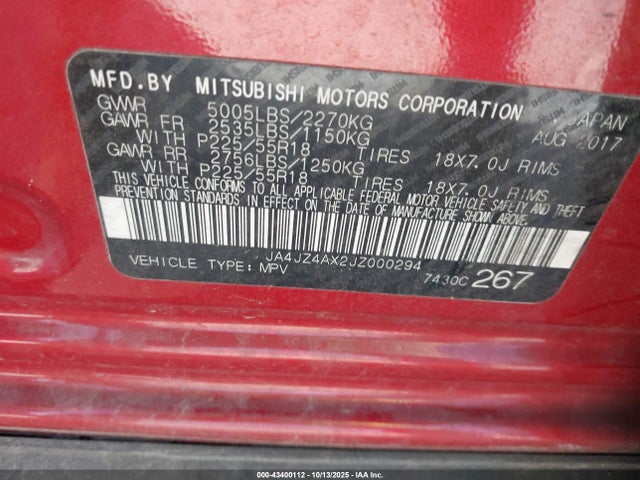 MFD.BY MITSUBISHI MOTORS CORPORATION JAPAN
GVWR 5005LBS/2270KG AUG 2017
GAWR FR 2535LBS/1150KG
WITH P225/55R18 TIRES 18X7.0J RIMS
GAWR RR 2756LBS/1250KG
WITH P225/55R18 TIRES 18X7.0J RIMS
THIS VEHICLE CONFORMS TO ALL APPLICABLE FEDERAL MOTOR VEHICLE SAFETY AND THEFT
PREVENTION STANDARDS IN EFFECT ON THE DATE OF MANUFACTURE SHOWN ABOVE.
JA4JZ4AX2JZ000294
VEHICLE TYPE: MPV 7430C 267
000-43400112 | 10/13/2025 | IAA Inc.